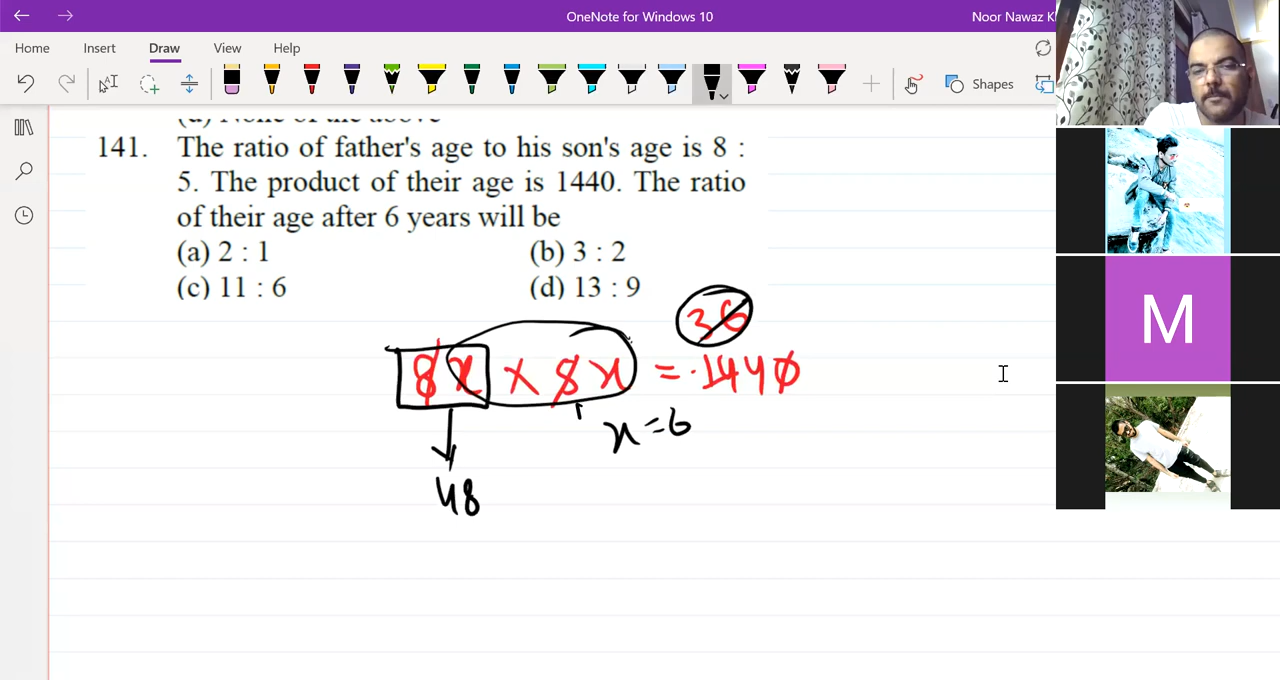 OneNote for Windows 10
Noor Nawaz K
Home Insert Draw View Help
Shapes
141. The ratio of father's age to his son's age is 8 :
5. The product of their age is 1440. The ratio
of their age after 6 years will be
(a) 2 : 1 (b) 3 : 2
(c) 11 : 6 (d) 13 : 9
36
8x × 8x = 1440
x = 6
48
M